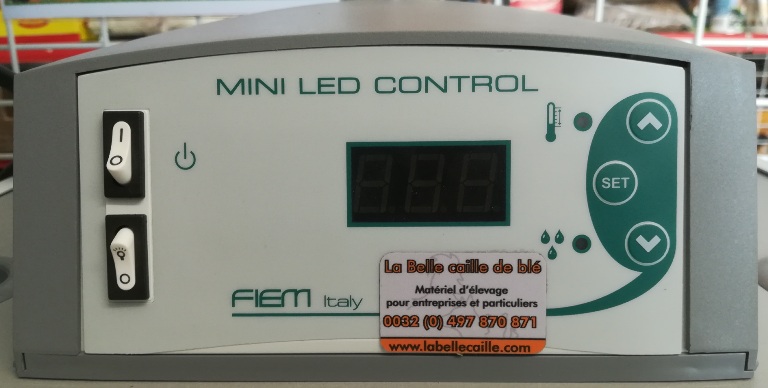 MINI LED CONTROL
SET
FIEM Italy
La Belle caille de blé
Matériel d'élevage
pour entreprises et particuliers
0032 (0) 497 870 871
www.labellecaille.com